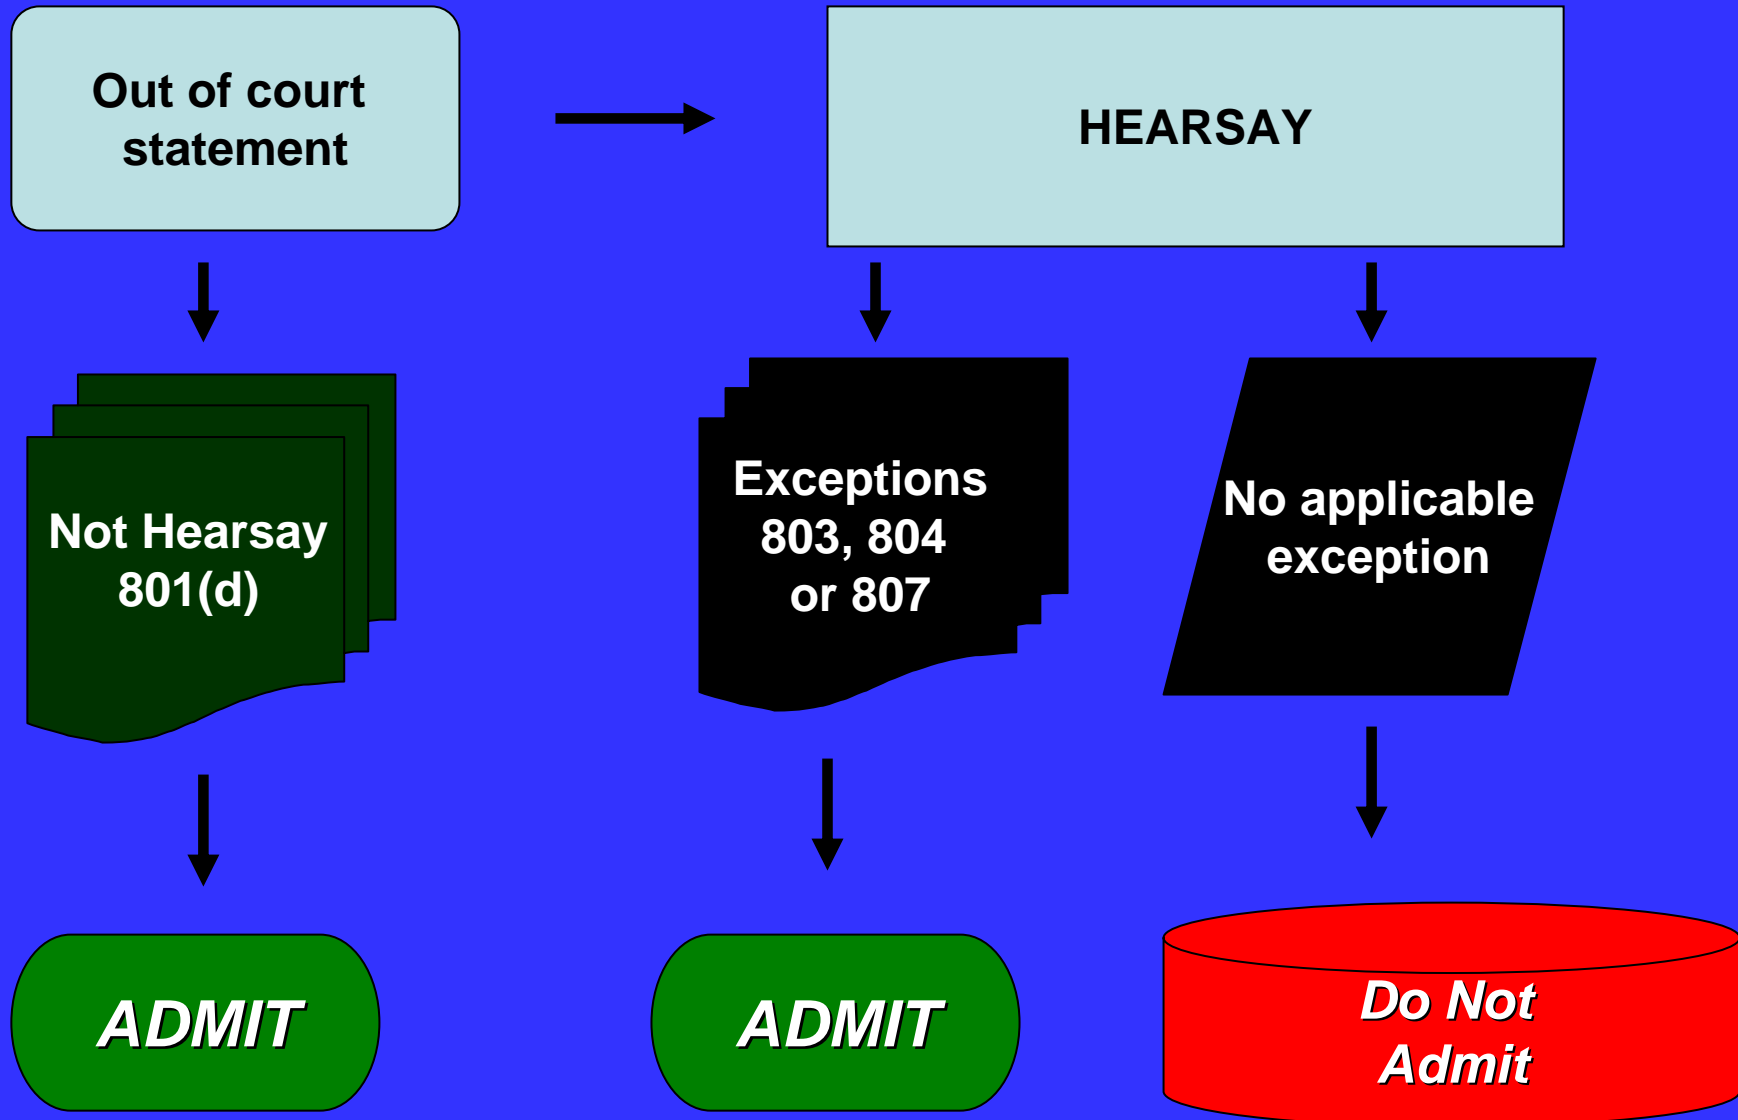 Out of court
statement
HEARSAY
Not Hearsay
801(d)
Exceptions
803, 804
or 807
No applicable
exception
ADMIT
ADMIT
Do Not
Admit